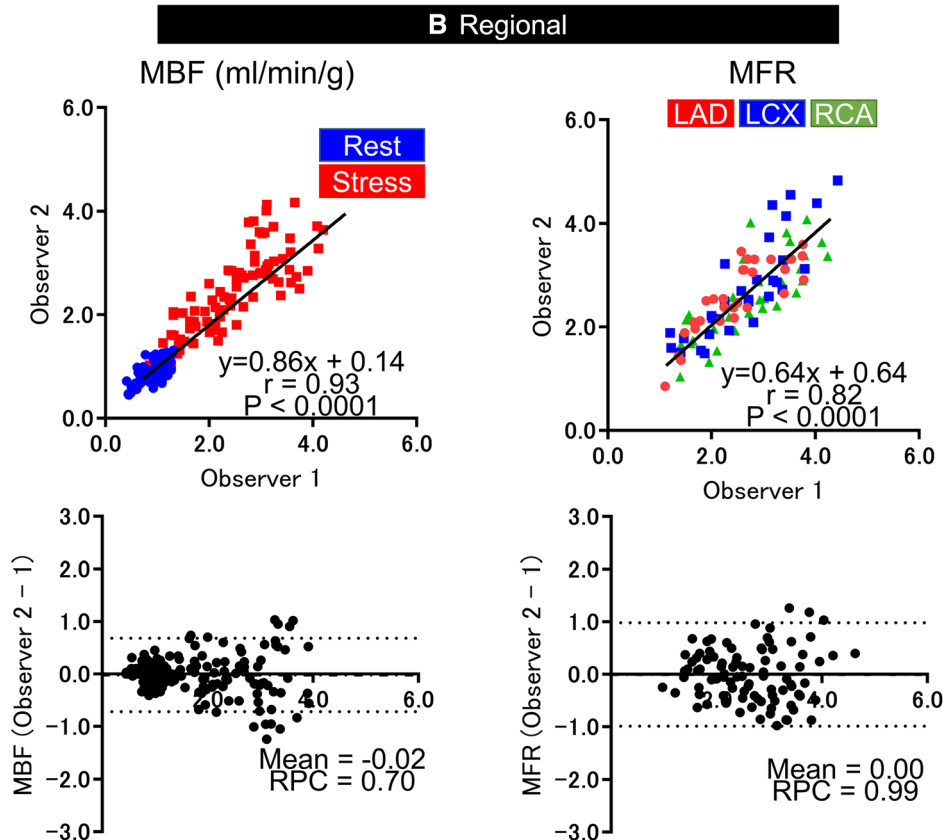 B Regional
MBF (ml/min/g)
6.0
4.0
2.0
0.0
0.0 2.0 4.0 6.0
Observer 2
Observer 1
Rest
Stress
y=0.86x + 0.14
r = 0.93
P < 0.0001
MFR
LAD LCX RCA
6.0
4.0
2.0
0.0
0.0 2.0 4.0 6.0
Observer 2
Observer 1
y=0.64x + 0.64
r = 0.82
P < 0.0001
3.0
2.0
1.0
0.0
-1.0
-2.0
-3.0
2.0 4.0 6.0
MBF (Observer 2 - 1)
Mean = -0.02
RPC = 0.70
3.0
2.0
1.0
0.0
-1.0
-2.0
-3.0
2.0 4.0 6.0
MFR (Observer 2 - 1)
Mean = 0.00
RPC = 0.99